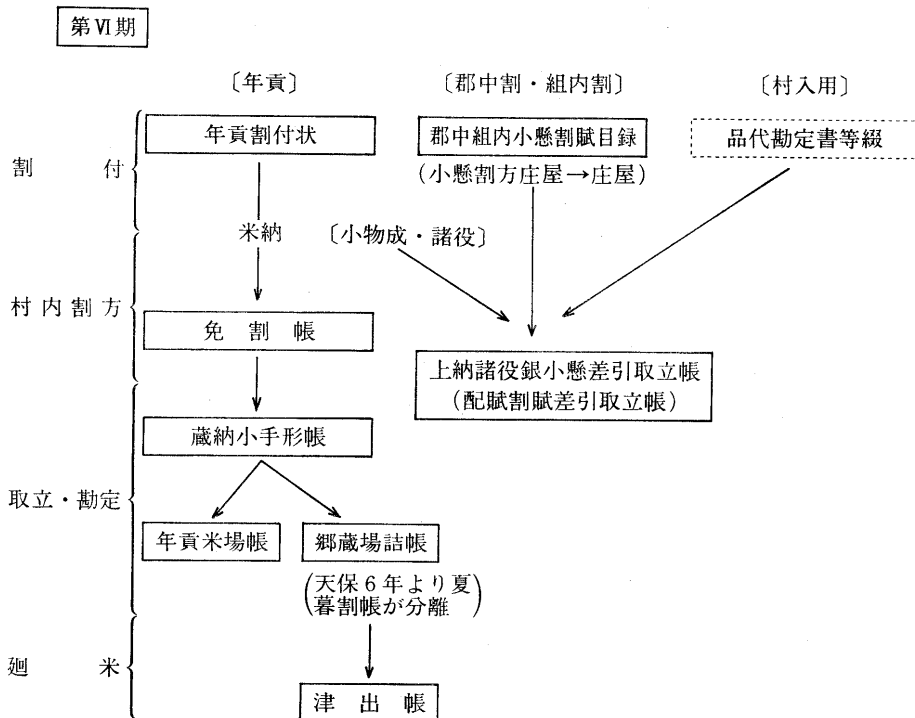 第Ⅵ期
〔年貢〕
〔郡中割・組内割〕
〔村入用〕
割付
年貢割付状
郡中組内小懸割賦目録
(小懸割方庄屋→庄屋)
品代勘定書等綴
米納
〔小物成・諸役〕
村内割方
免割帳
上納諸役銀小懸差引取立帳
(配賦割賦差引取立帳)
取立・勘定
蔵納小手形帳
年貢米場帳
郷蔵場詰帳
(天保6年より夏
暮割帳が分離)
廻米
津出帳